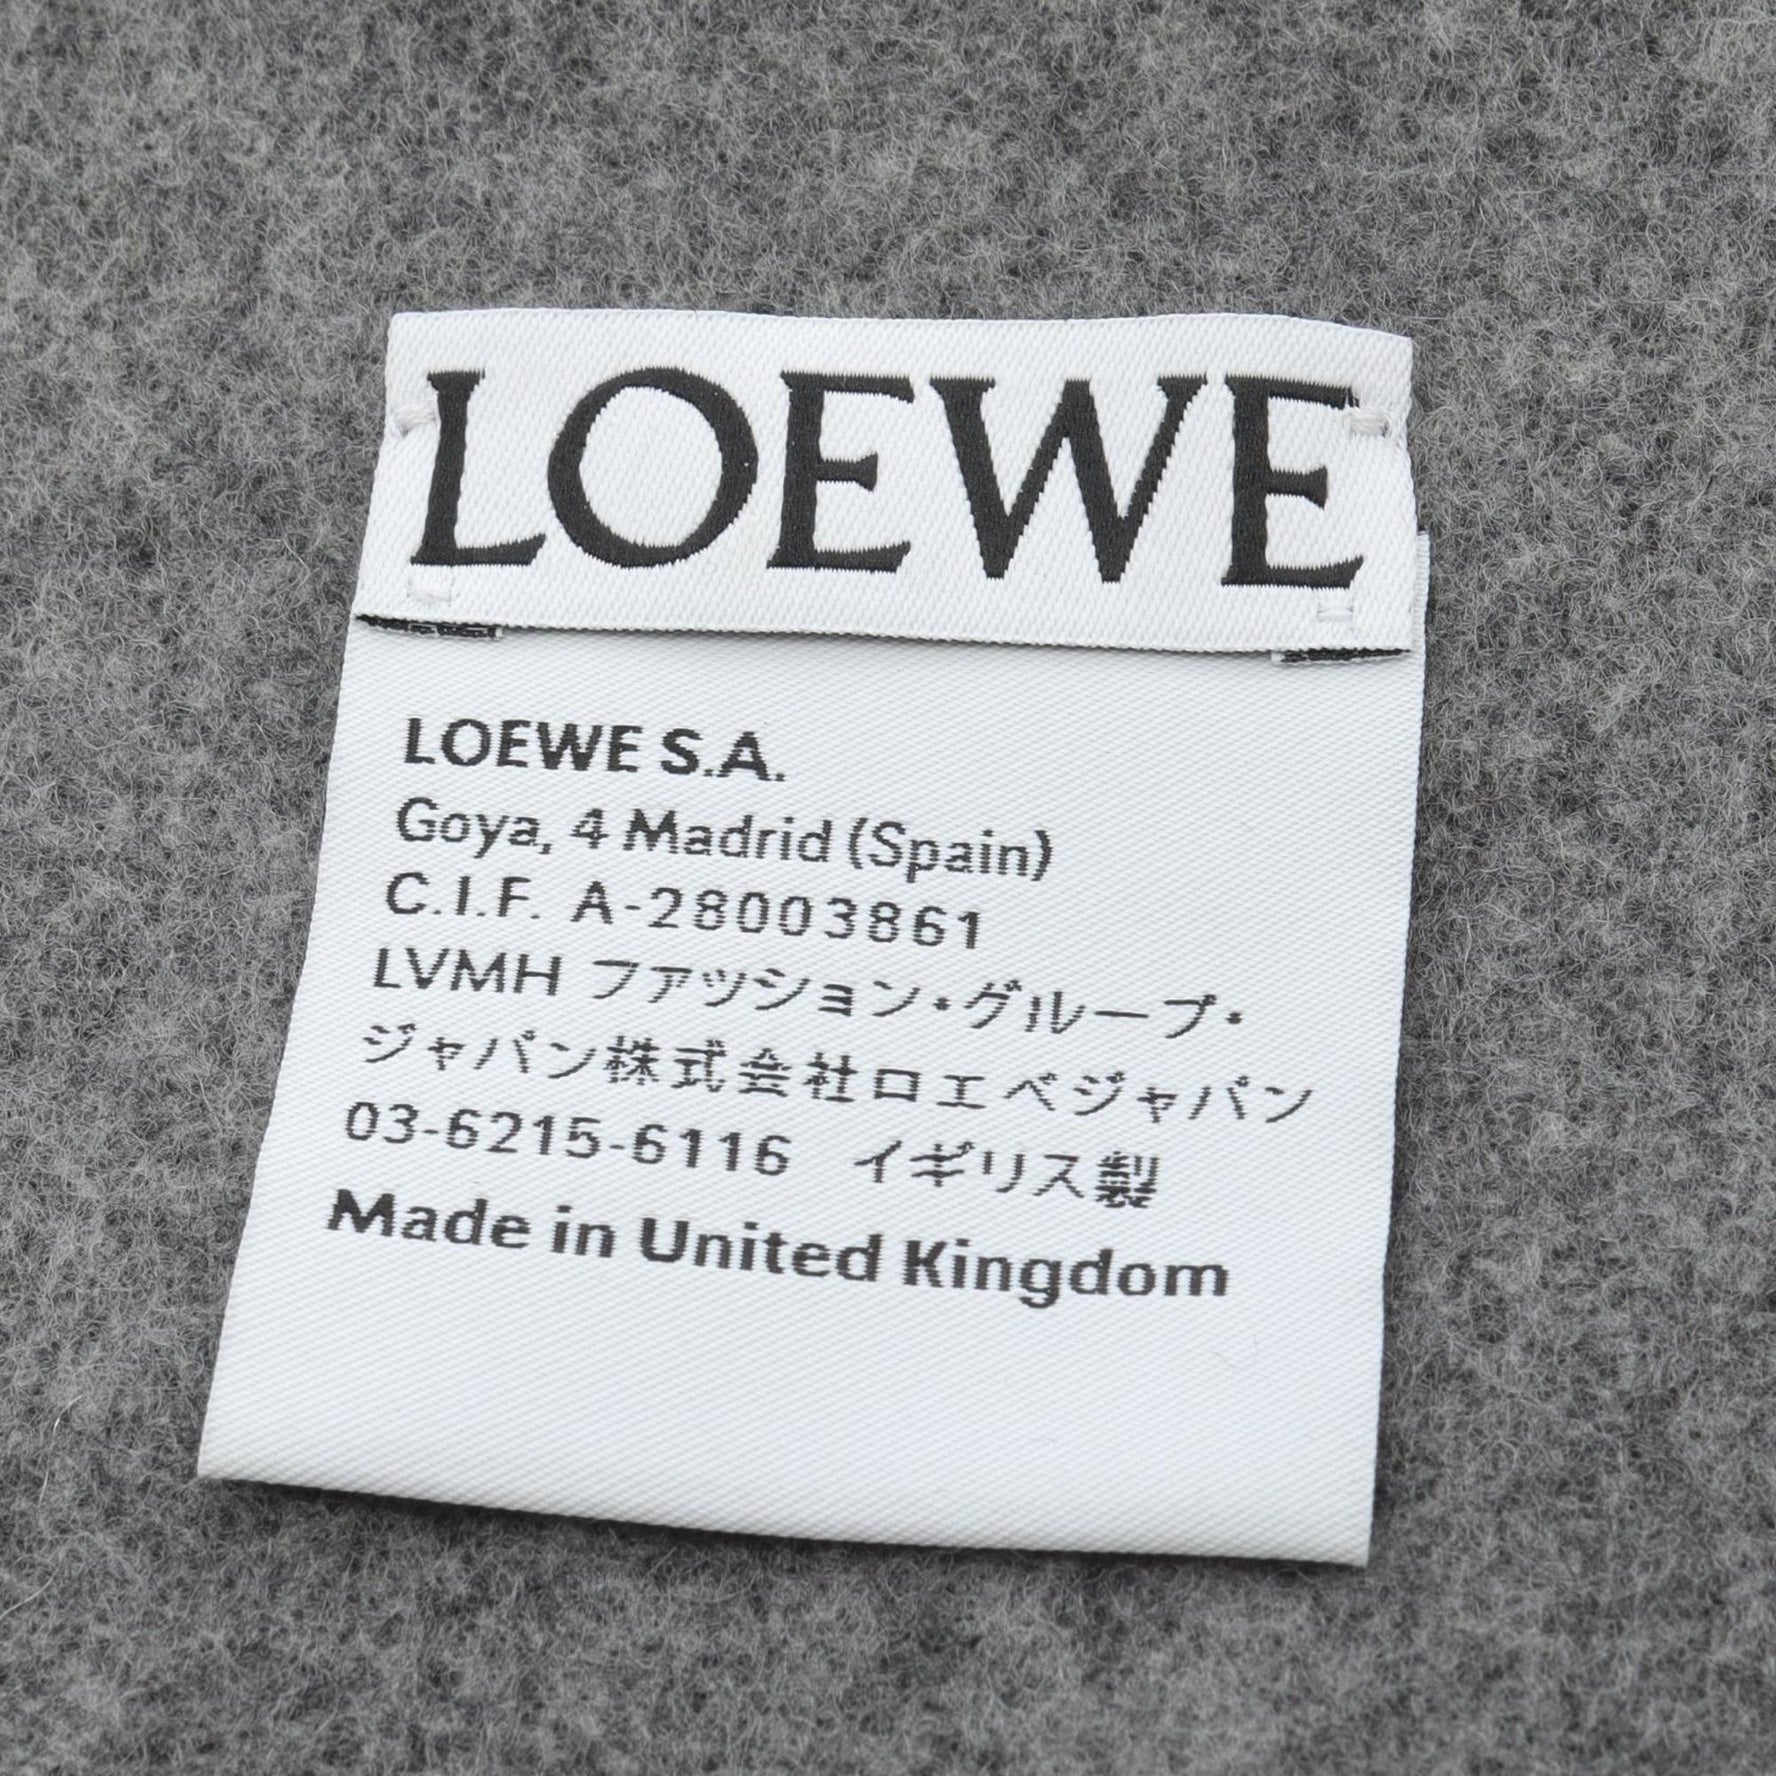 LOEWE
LOEWE S.A.
Goya, 4 Madrid (Spain)
C.I.F. A-28003861
LVMH ファッション・グループ・
ジャパン株式会社ロエベジャパン
03-6215-6116　イギリス製
Made in United Kingdom